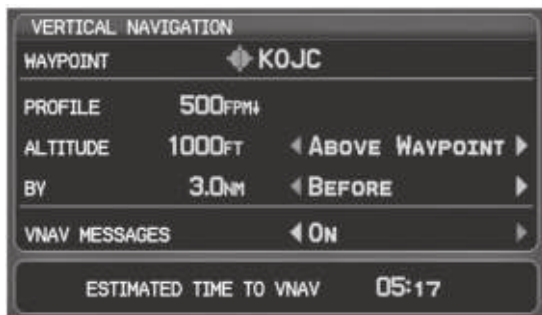 VERTICAL NAVIGATION
WAYPOINT KOJC
PROFILE 500FPM↓
ALTITUDE 1000FT ABOVE WAYPOINT
BY 3.0NM BEFORE
VNAV MESSAGES ON
ESTIMATED TIME TO VNAV 05:17